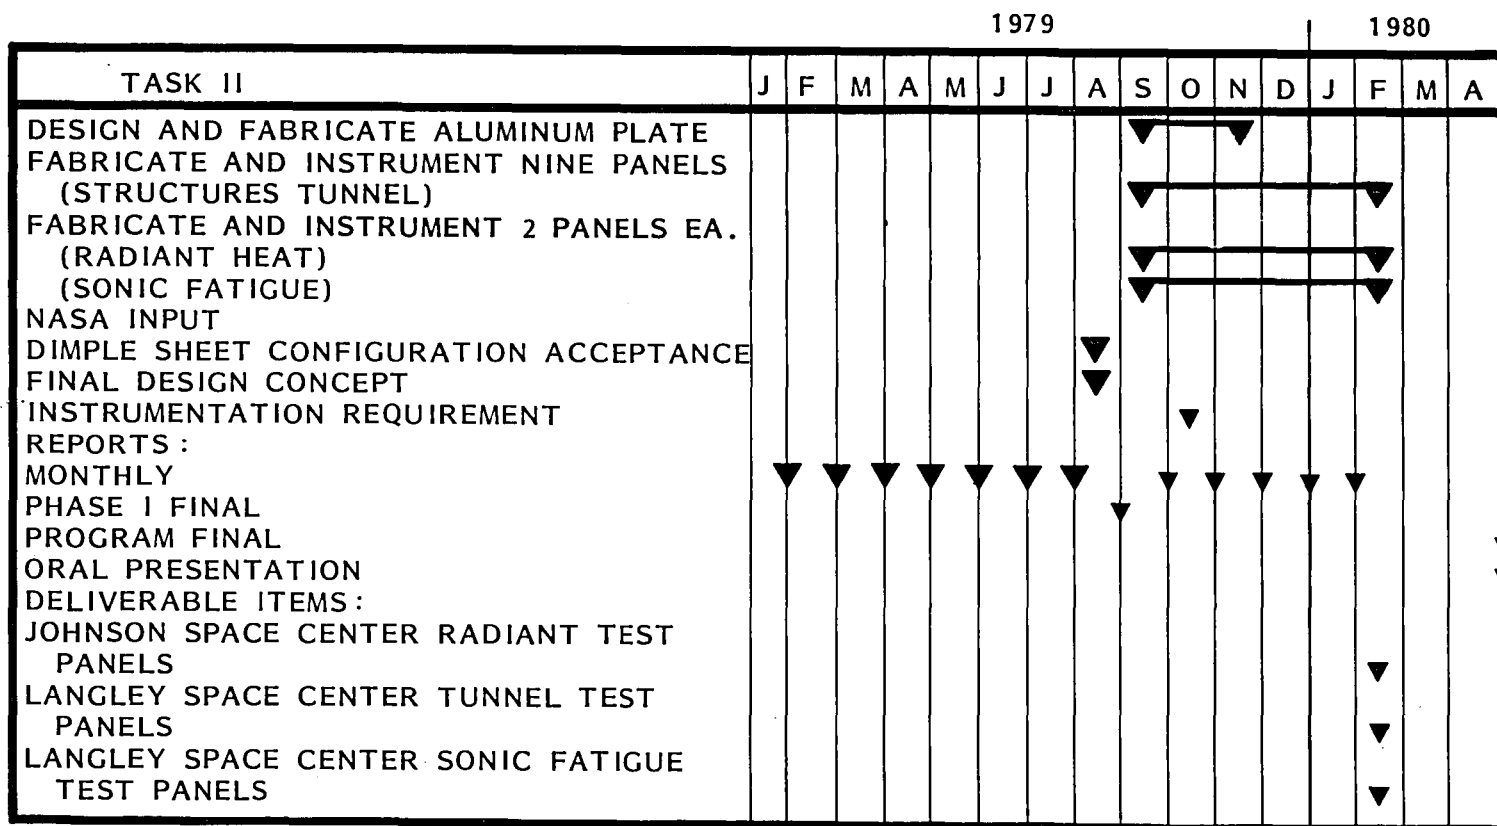 1979 1980
TASK II J F M A M J J A S O N D J F M A
DESIGN AND FABRICATE ALUMINUM PLATE
FABRICATE AND INSTRUMENT NINE PANELS
(STRUCTURES TUNNEL)
FABRICATE AND INSTRUMENT 2 PANELS EA.
(RADIANT HEAT)
(SONIC FATIGUE)
NASA INPUT
DIMPLE SHEET CONFIGURATION ACCEPTANCE
FINAL DESIGN CONCEPT
INSTRUMENTATION REQUIREMENT
REPORTS:
MONTHLY
PHASE I FINAL
PROGRAM FINAL
ORAL PRESENTATION
DELIVERABLE ITEMS:
JOHNSON SPACE CENTER RADIANT TEST
PANELS
LANGLEY SPACE CENTER TUNNEL TEST
PANELS
LANGLEY SPACE CENTER SONIC FATIGUE
TEST PANELS